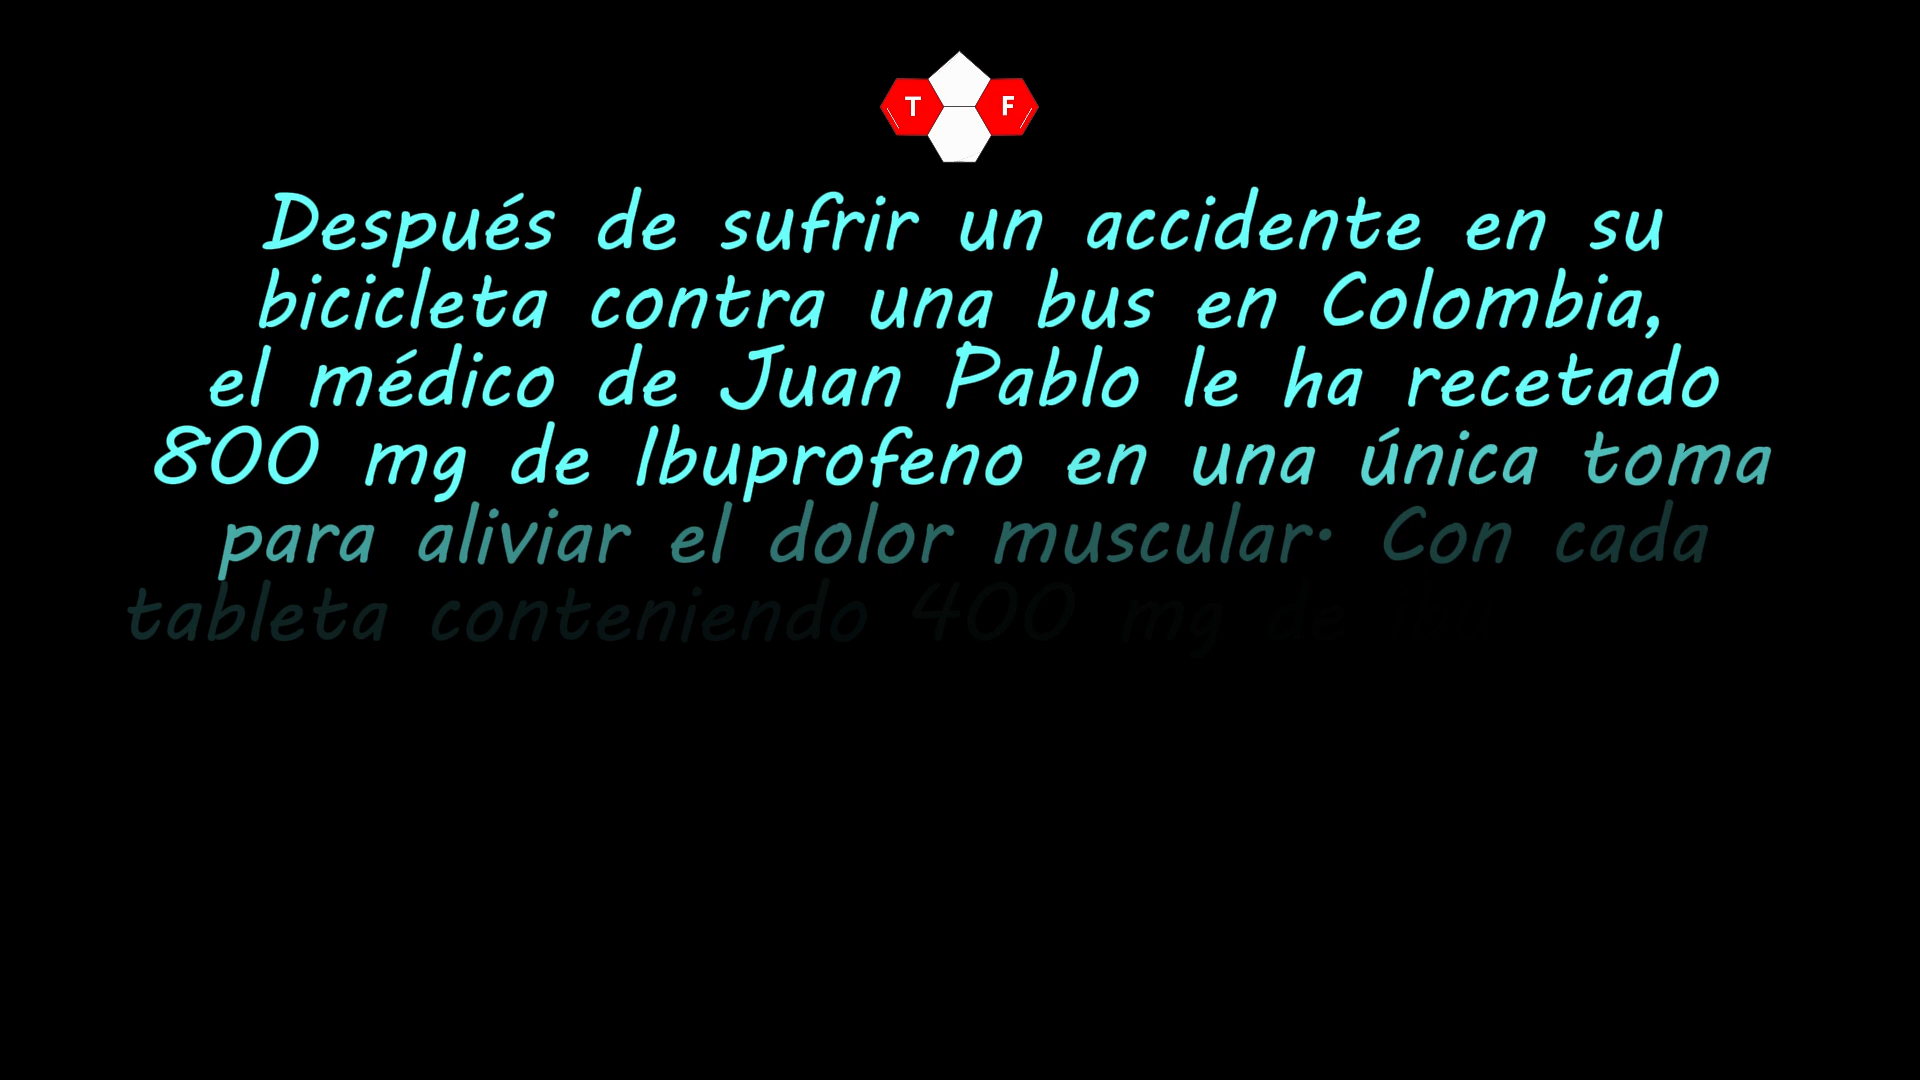 T F
Después de sufrir un accidente en su
bicicleta contra una bus en Colombia,
el médico de Juan Pablo le ha recetado
800 mg de Ibuprofeno en una única toma
para aliviar el dolor muscular. Con cada
tableta conteniendo 400 mg de ibu